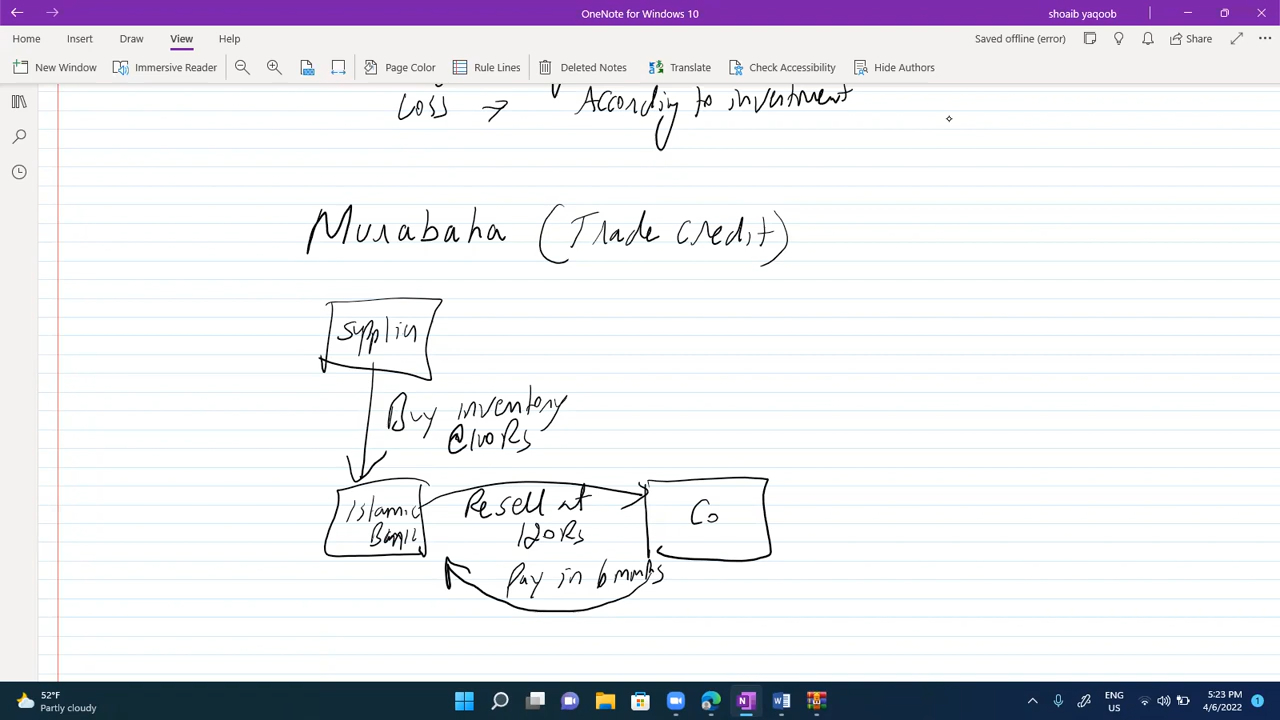 OneNote for Windows 10
shoaib yaqoob
Home Insert Draw View Help
Saved offline (error)
Share
New Window
Immersive Reader
Page Color
Rule Lines
Deleted Notes
Translate
Check Accessibility
Hide Authors
Loss → According to investment
Murabaha (Trade credit)
Supplier
Buy inventory
@100Rs
Islamic
Bank
Resell at
120Rs
Co
Pay in 6 months
52°F
Partly cloudy
ENG
US
5:23 PM
4/6/2022
1